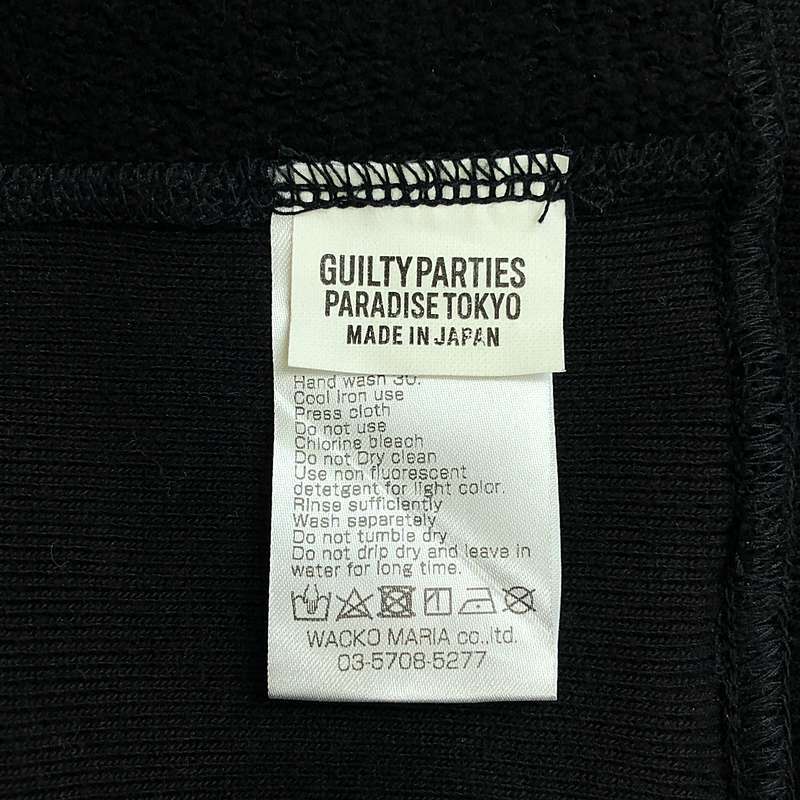 GUILTY PARTIES
PARADISE TOKYO
MADE IN JAPAN
Hand wash 30.
Cool Iron use
Press cloth
Do not use
Chlorine bleach
Do not Dry clean
Use non fluorescent
detetgent for light color.
Rinse sufficiently
Wash separately
Do not tumble dry
Do not drip dry and leave in
water for long time.
WACKO MARIA co.,ltd.
03-5708-5277